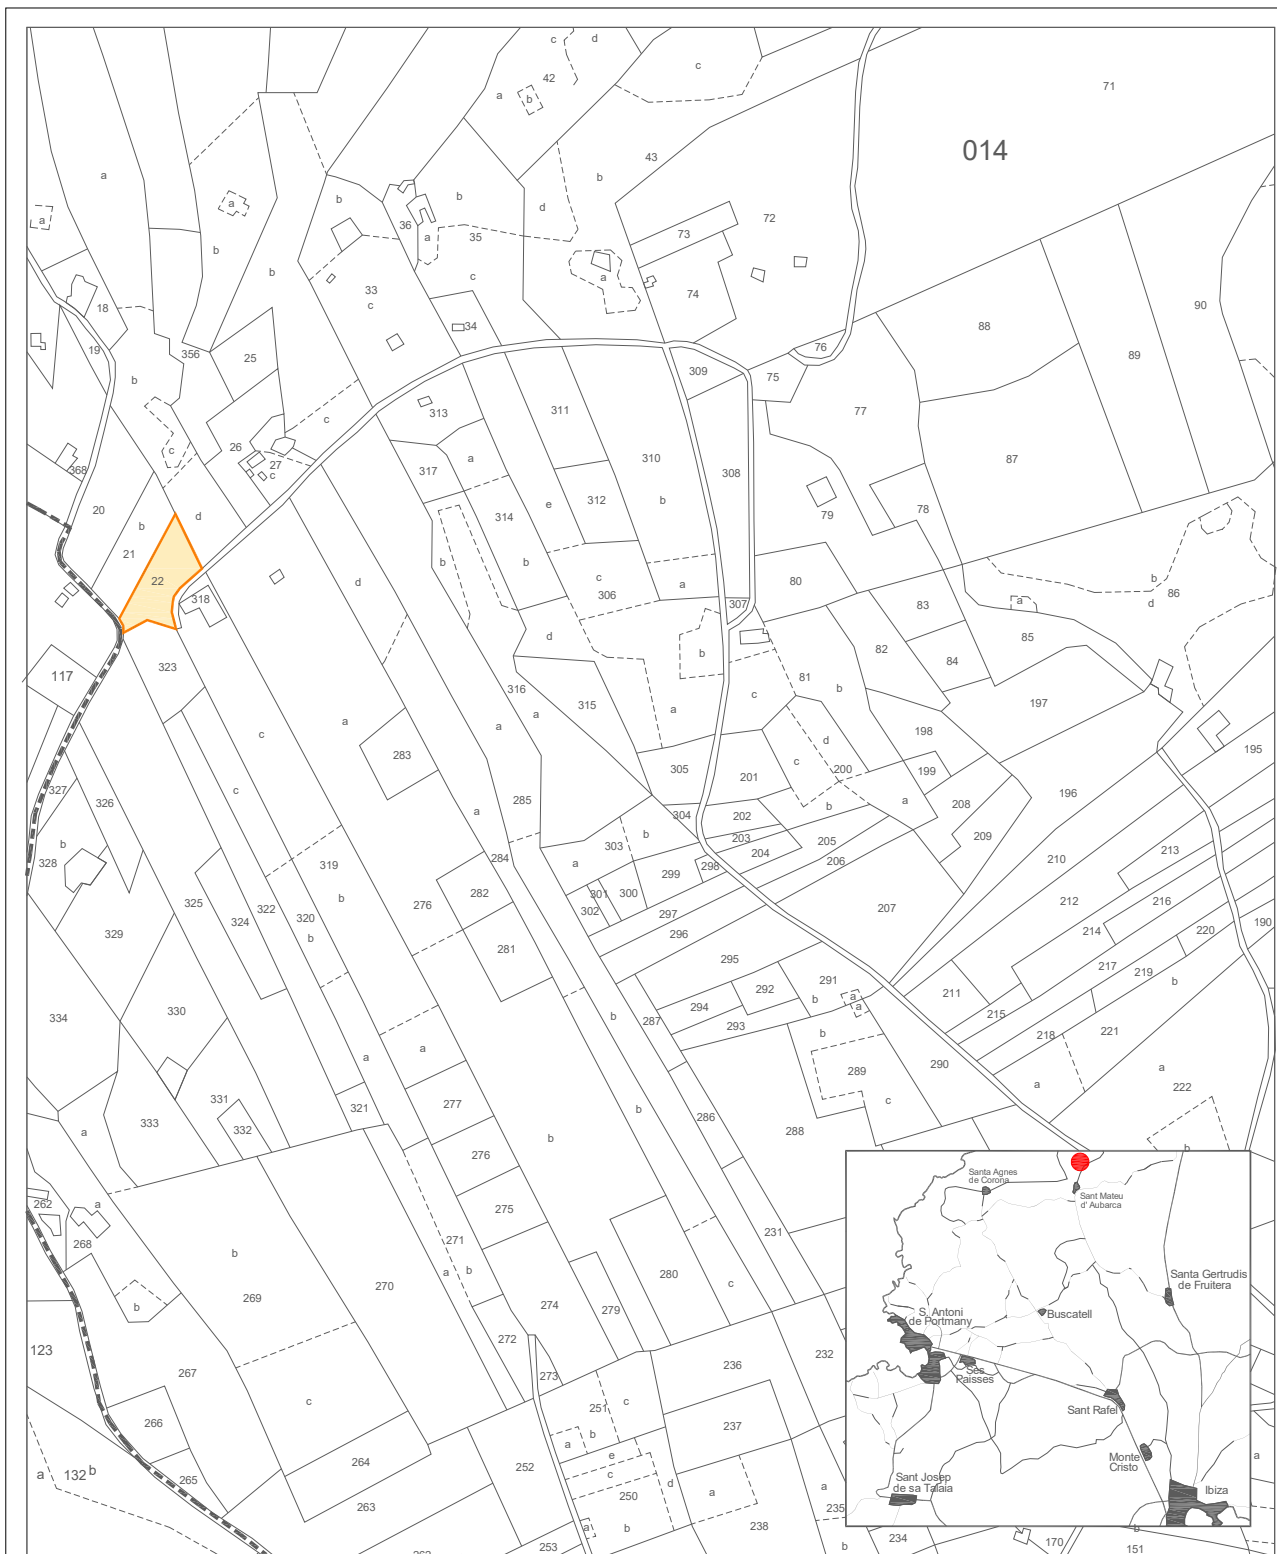 c
d
42
c
a
b
71
014
43
a
b
a
a
b
b
b
d
36
a
35
72
73
b
b
c
a
74
33
c
90
18
34
88
89
19
356
25
76
309
75
b
c
313
311
77
26
a
310
308
87
27
c
c
368
317
20
d
314
e
312
b
79
78
b
21
22
b
b
c
a
80
b
86
d
318
d
306
307
a
83
d
85
b
82
84
117
323
81
b
316
315
c
197
a
a
a
a
c
283
d
198
195
305
201
c
200
199
327
326
c
285
a
208
196
a
304
202
b
b
303
b
203
205
209
213
328
319
284
a
204
206
210
298
299
325
b
282
301
300
212
216
324
322
320
276
302
297
207
214
220
190
329
b
296
281
295
217
219
291
b
292
211
a
b
a
334
330
b
294
287
215
293
b
218
221
a
a
289
290
a
a
222
331
277
b
c
321
286
332
333
288
b
a
276
b
262
a
275
268
271
b
231
a
b
280
270
269
b
c
274
279
272
232
123
236
267
273
c
251
c
266
b
237
a
e
264
252
c
a
132
b
265
d
a
a
250
263
235
a
b
238
234
253
b
170
b
151
Santa Agnes
de Corona
Sant Mateu
d' Aubarca
Santa Gertrudis
de Fruitera
S. Antoni
de Portmany
Buscatell
Ses
Païsses
Sant Rafel
Monte
Cristo
Sant Josep
de sa Talaia
Ibiza